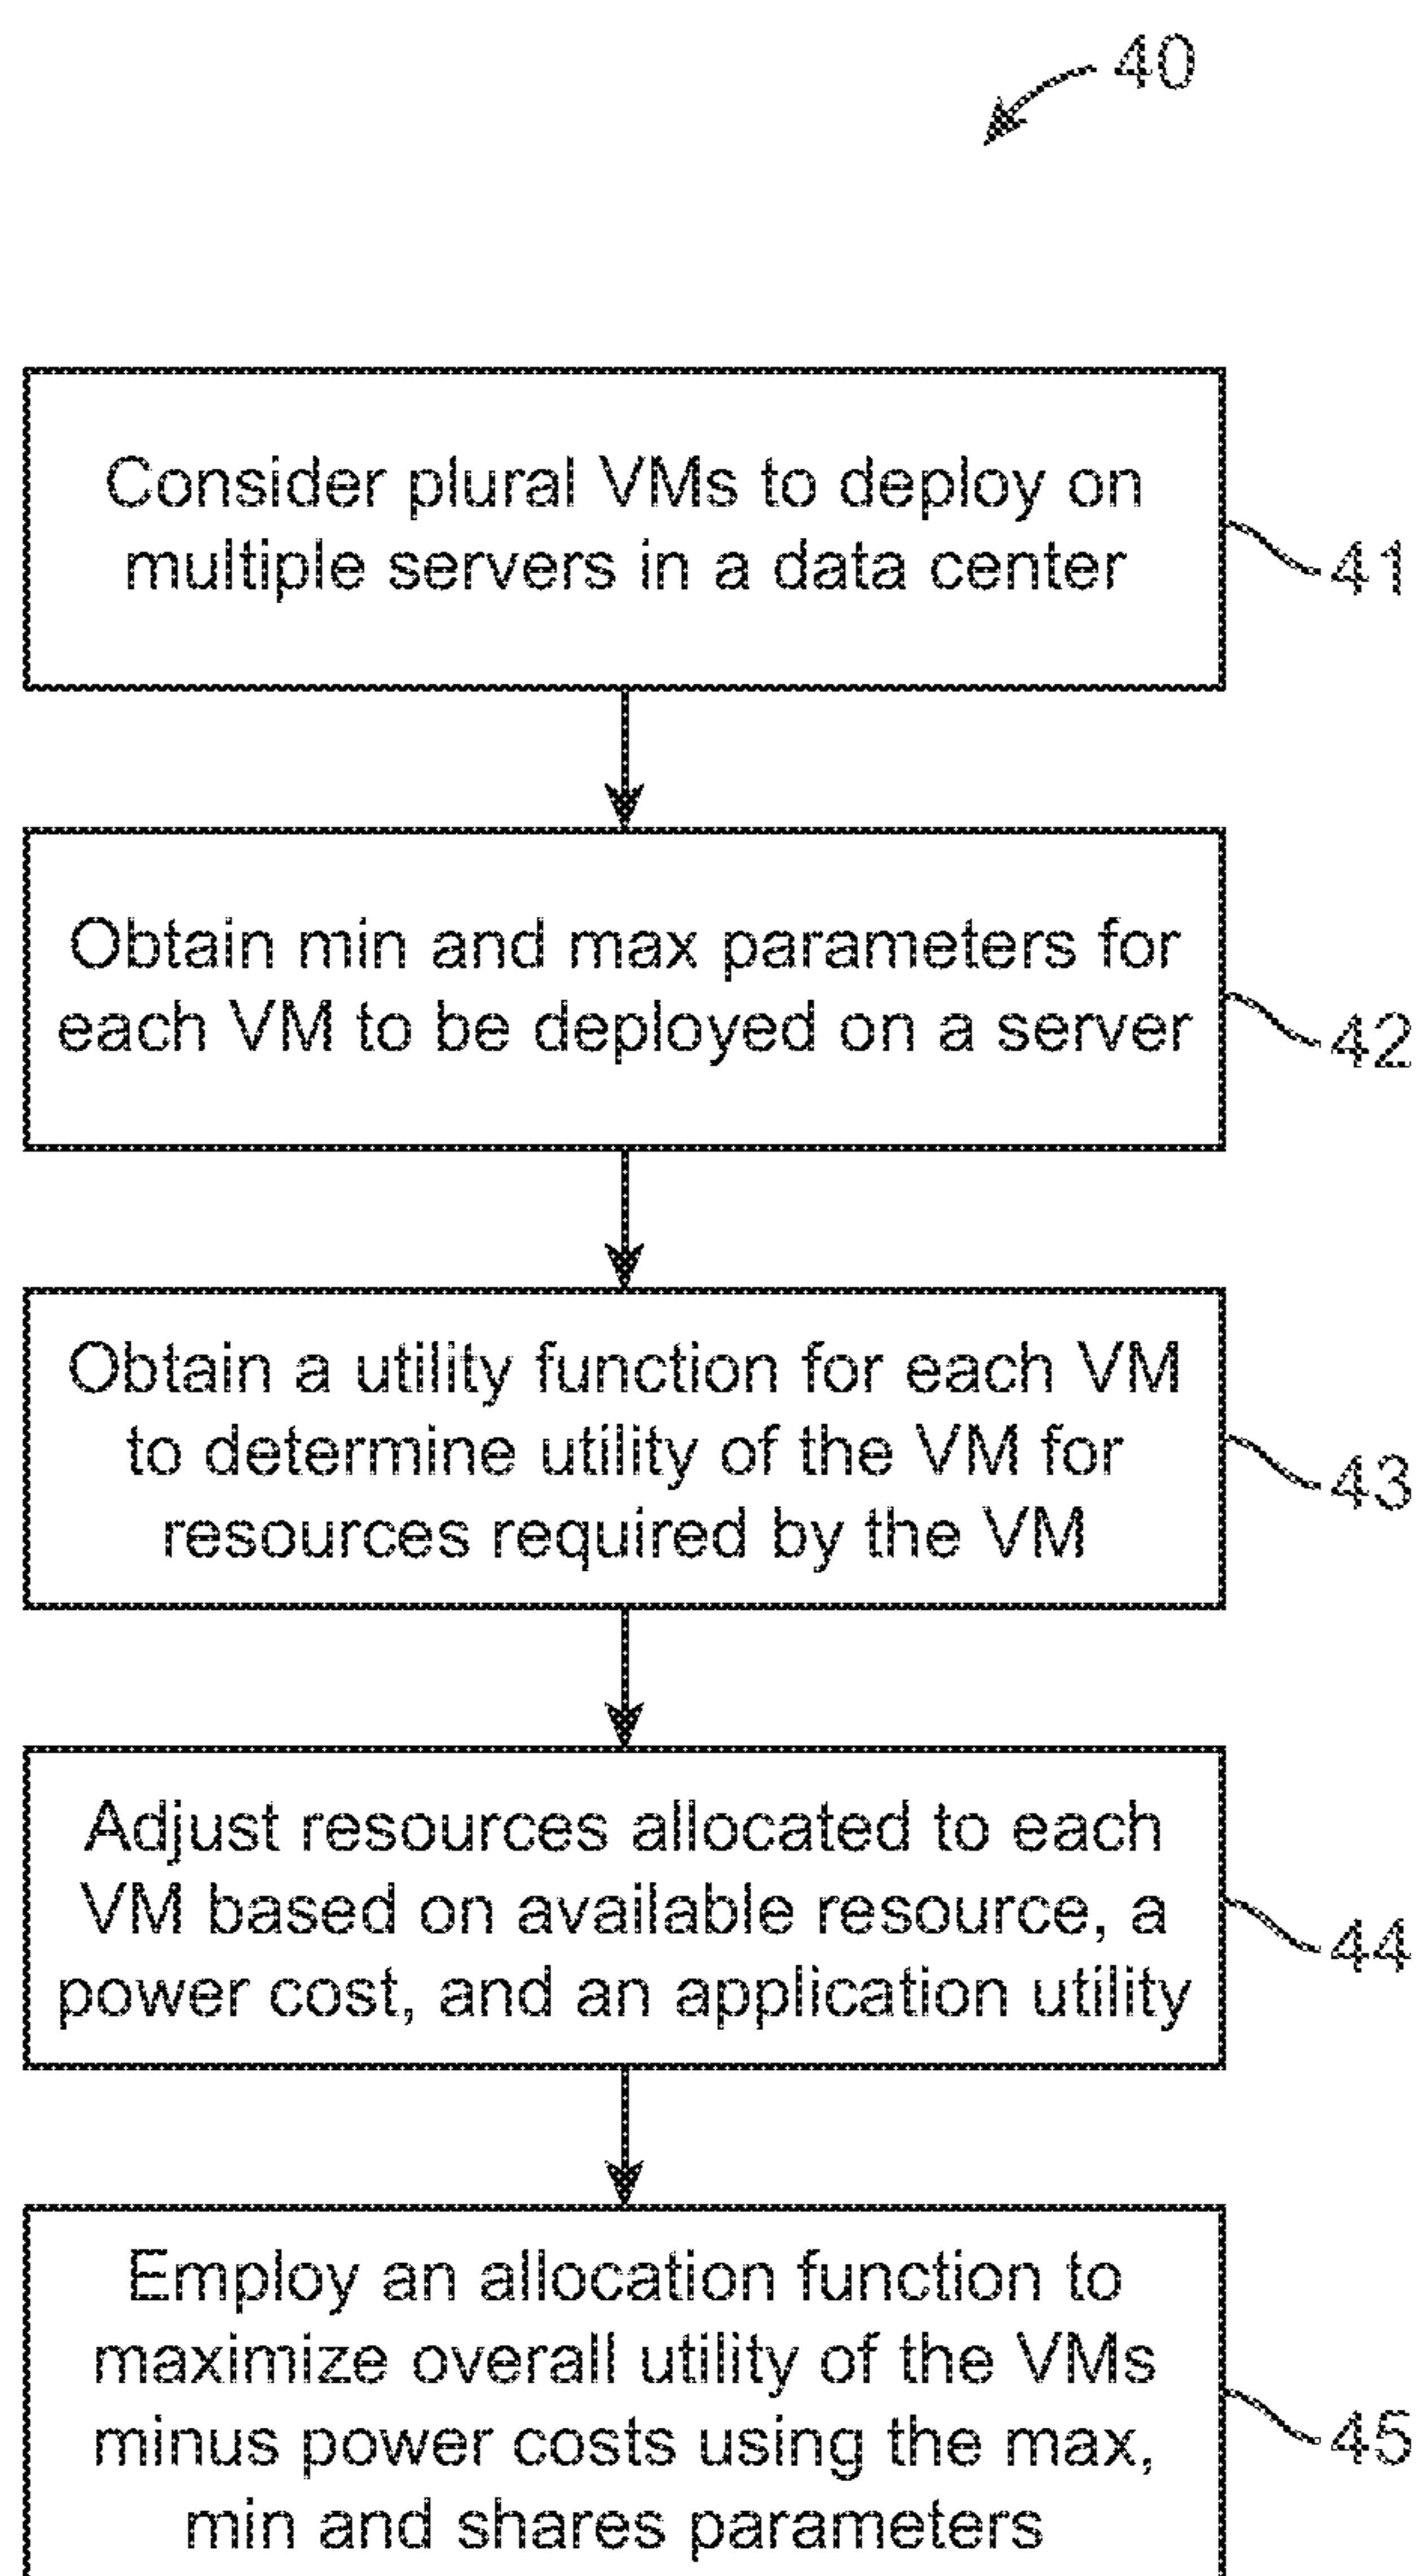 40
Consider plural VMs to deploy on
multiple servers in a data center
41
Obtain min and max parameters for
each VM to be deployed on a server
42
Obtain a utility function for each VM
to determine utility of the VM for
resources required by the VM
43
Adjust resources allocated to each
VM based on available resource, a
power cost, and an application utility
44
Employ an allocation function to
maximize overall utility of the VMs
minus power costs using the max,
min and shares parameters
45